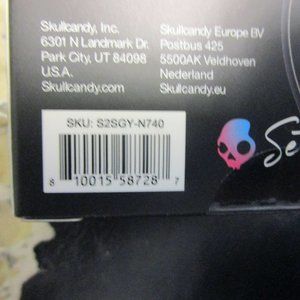 Skullcandy, Inc.
6301 N Landmark Dr.
Park City, UT 84098
U.S.A.
Skullcandy.com
Skullcandy Europe BV
Postbus 425
5500AK Veldhoven
Nederland
Skullcandy.eu
SKU: S2SGY-N740
8 10015 58728 7